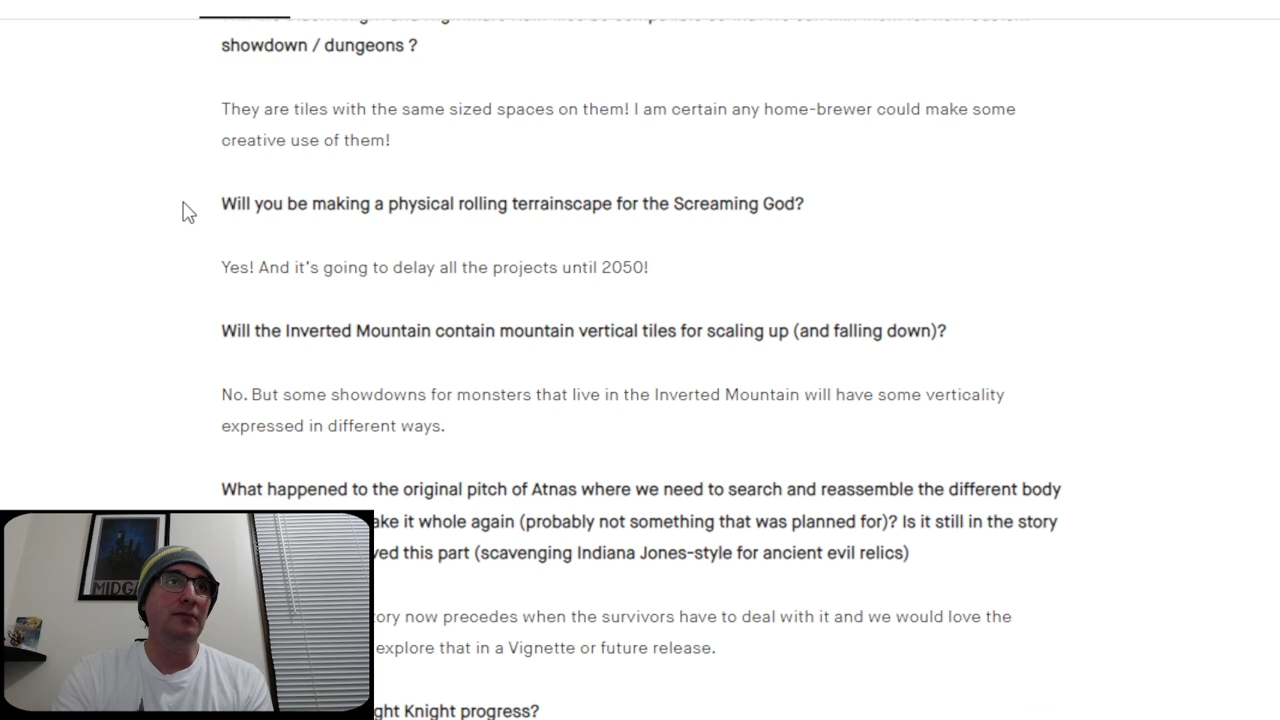 showdown / dungeons ?
They are tiles with the same sized spaces on them! I am certain any home-brewer could make some
creative use of them!
Will you be making a physical rolling terrainscape for the Screaming God?
Yes! And it's going to delay all the projects until 2050!
Will the Inverted Mountain contain mountain vertical tiles for scaling up (and falling down)?
No. But some showdowns for monsters that live in the Inverted Mountain will have some verticality
expressed in different ways.
What happened to the original pitch of Atnas where we need to search and reassemble the different body
ake it whole again (probably not something that was planned for)? Is it still in the story
ved this part (scavenging Indiana Jones-style for ancient evil relics)
ory now precedes when the survivors have to deal with it and we would love the
explore that in a Vignette or future release.
ght Knight progress?
MIDG